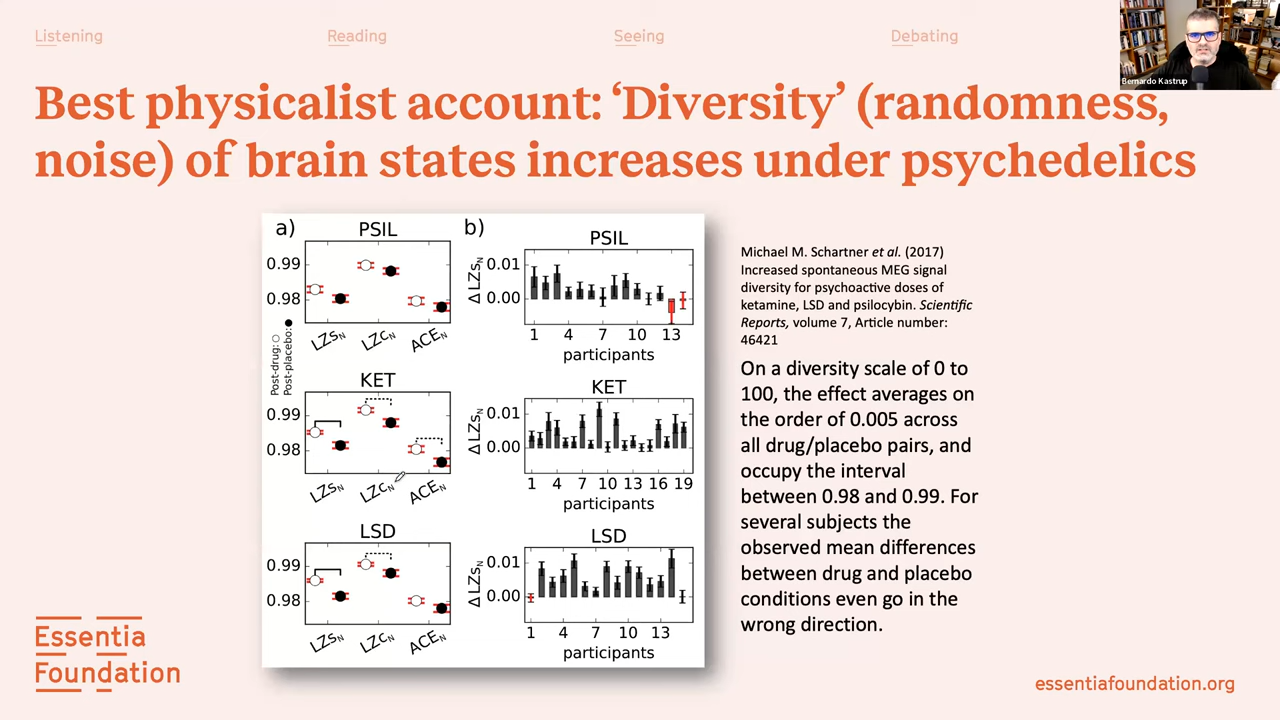 Listening
Reading
Seeing
Debating
Bernardo Kastrup
Best physicalist account: ‘Diversity’ (randomness,
noise) of brain states increases under psychedelics
a)
PSIL
0.99
0.98
LZsN
LZcN
ACEN
Post-drug: ○
Post-placebo: ●
KET
0.99
0.98
LZsN
LZcN
ACEN
LSD
0.99
0.98
LZsN
LZcN
ACEN
b)
PSIL
ΔLZsN
0.01
0.00
1 4 7 10 13
participants
KET
ΔLZsN
0.01
0.00
1 4 7 10 13 16 19
participants
LSD
ΔLZsN
0.01
0.00
1 4 7 10 13
participants
Michael M. Schartner et al. (2017)
Increased spontaneous MEG signal
diversity for psychoactive doses of
ketamine, LSD and psilocybin. Scientific
Reports, volume 7, Article number:
46421
On a diversity scale of 0 to
100, the effect averages on
the order of 0.005 across
all drug/placebo pairs, and
occupy the interval
between 0.98 and 0.99. For
several subjects the
observed mean differences
between drug and placebo
conditions even go in the
wrong direction.
Essentia
Foundation
essentiafoundation.org